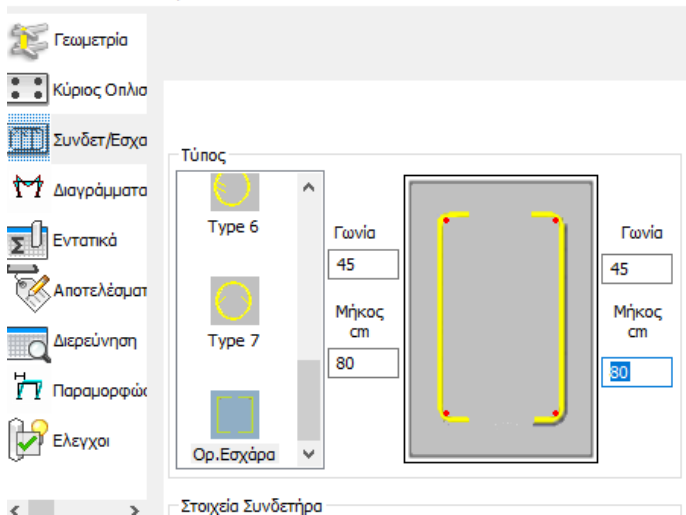 Γεωμετρία
Κύριος Οπλισ
Συνδετ/Εσχα
Διαγράμματα
Εντατικά
Αποτελέσματ
Διερεύνηση
Παραμορφώσ
Ελεγχοι
Τύπος
Type 6
Type 7
Ορ.Εσχάρα
Γωνία
45
Μήκος
cm
80
Γωνία
45
Μήκος
cm
80
Στοιχεία Συνδετήρα